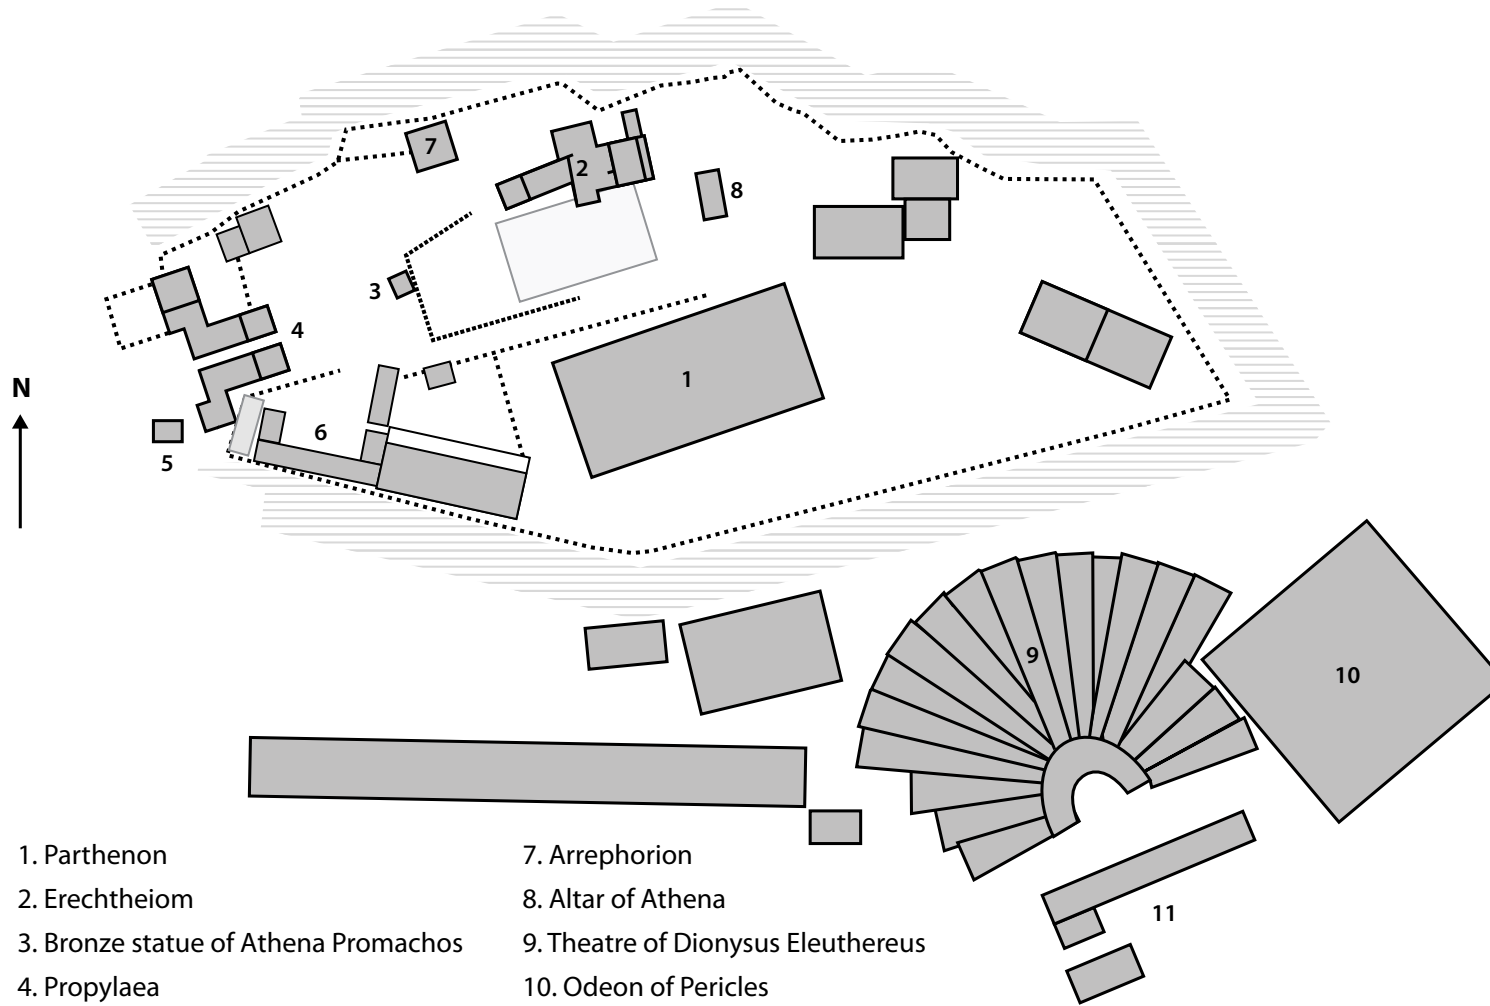 7
2
8
3
4
N
1
6
5
9
10
11
1. Parthenon
2. Erechtheiom
3. Bronze statue of Athena Promachos
4. Propylaea
7. Arrephorion
8. Altar of Athena
9. Theatre of Dionysus Eleuthereus
10. Odeon of Pericles